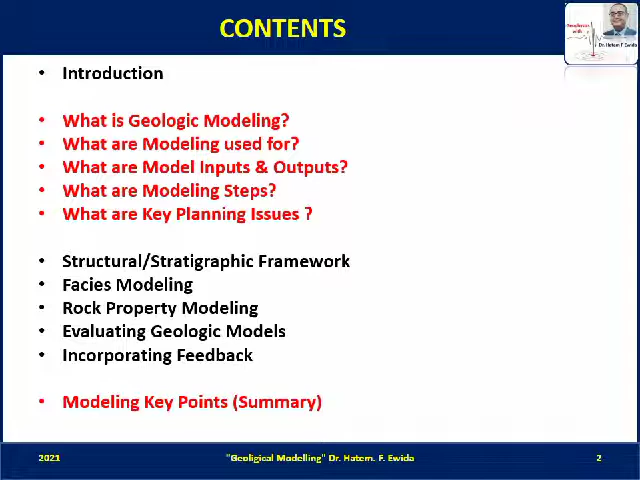 CONTENTS
Dr. Hatem F. Ewida
• Introduction
• What is Geologic Modeling?
• What are Modeling used for?
• What are Model Inputs & Outputs?
• What are Modeling Steps?
• What are Key Planning Issues ?
• Structural/Stratigraphic Framework
• Facies Modeling
• Rock Property Modeling
• Evaluating Geologic Models
• Incorporating Feedback
• Modeling Key Points (Summary)
2021 "Geoligical Modelling" Dr. Hatem. F. Ewida 2